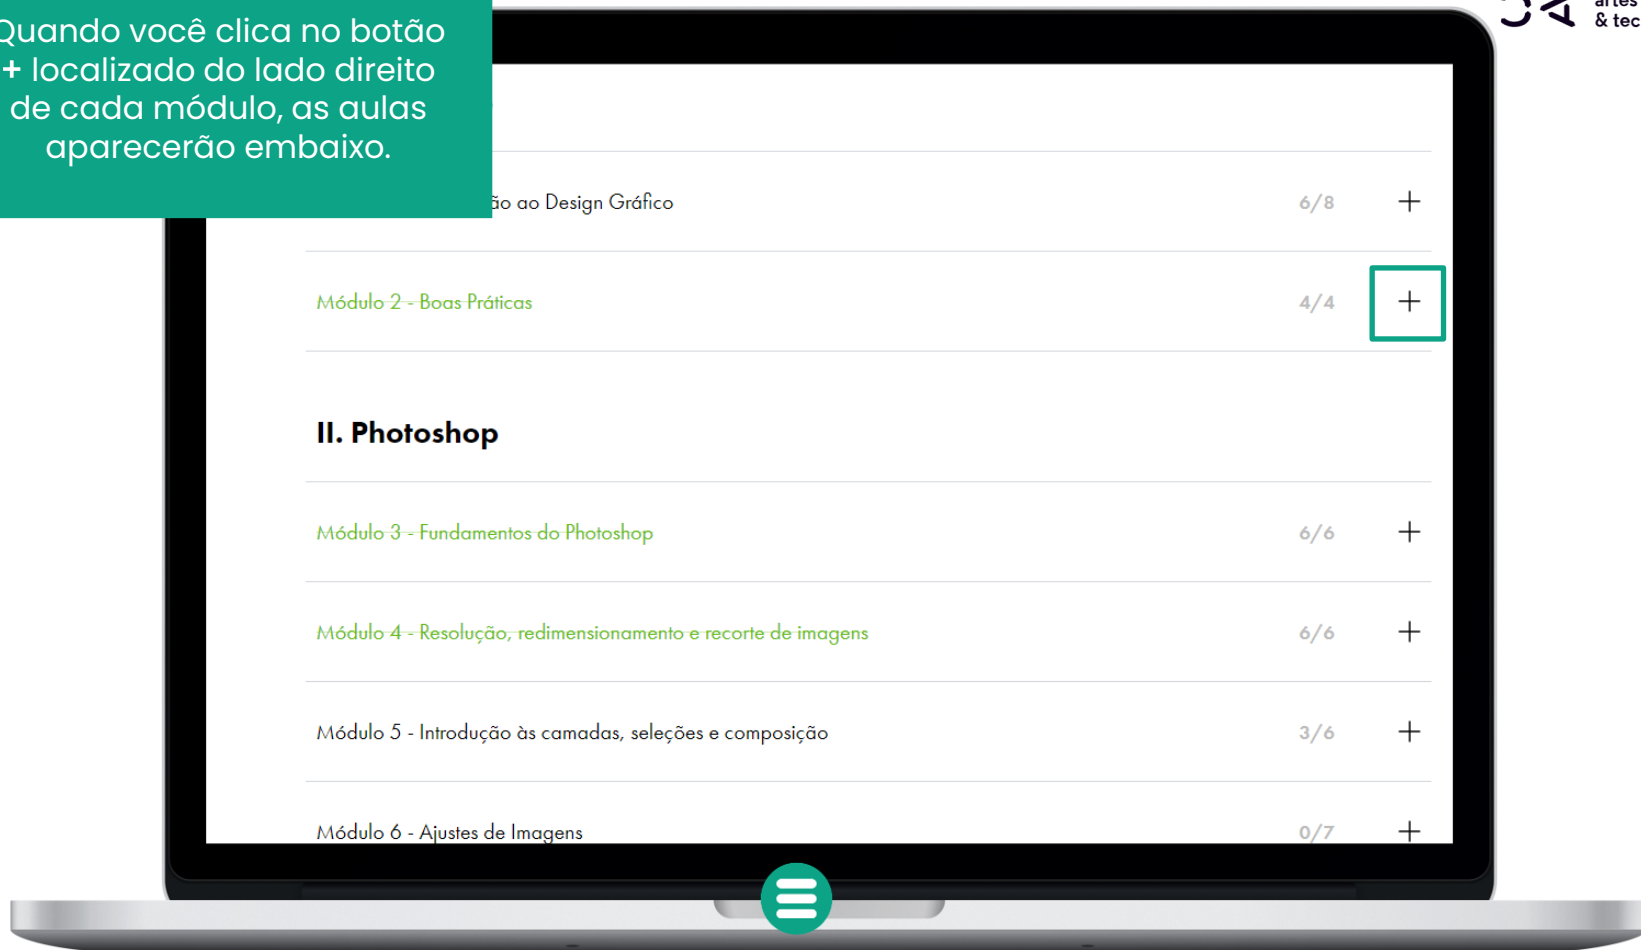 Quando você clica no botão
+ localizado do lado direito
de cada módulo, as aulas
aparecerão embaixo.
& tec
ao Design Gráfico 6/8 +
Módulo 2 - Boas Práticas 4/4 +
II. Photoshop
Módulo 3 - Fundamentos do Photoshop 6/6 +
Módulo 4 - Resolução, redimensionamento e recorte de imagens 6/6 +
Módulo 5 - Introdução às camadas, seleções e composição 3/6 +
Módulo 6 - Ajustes de Imagens 0/7 +